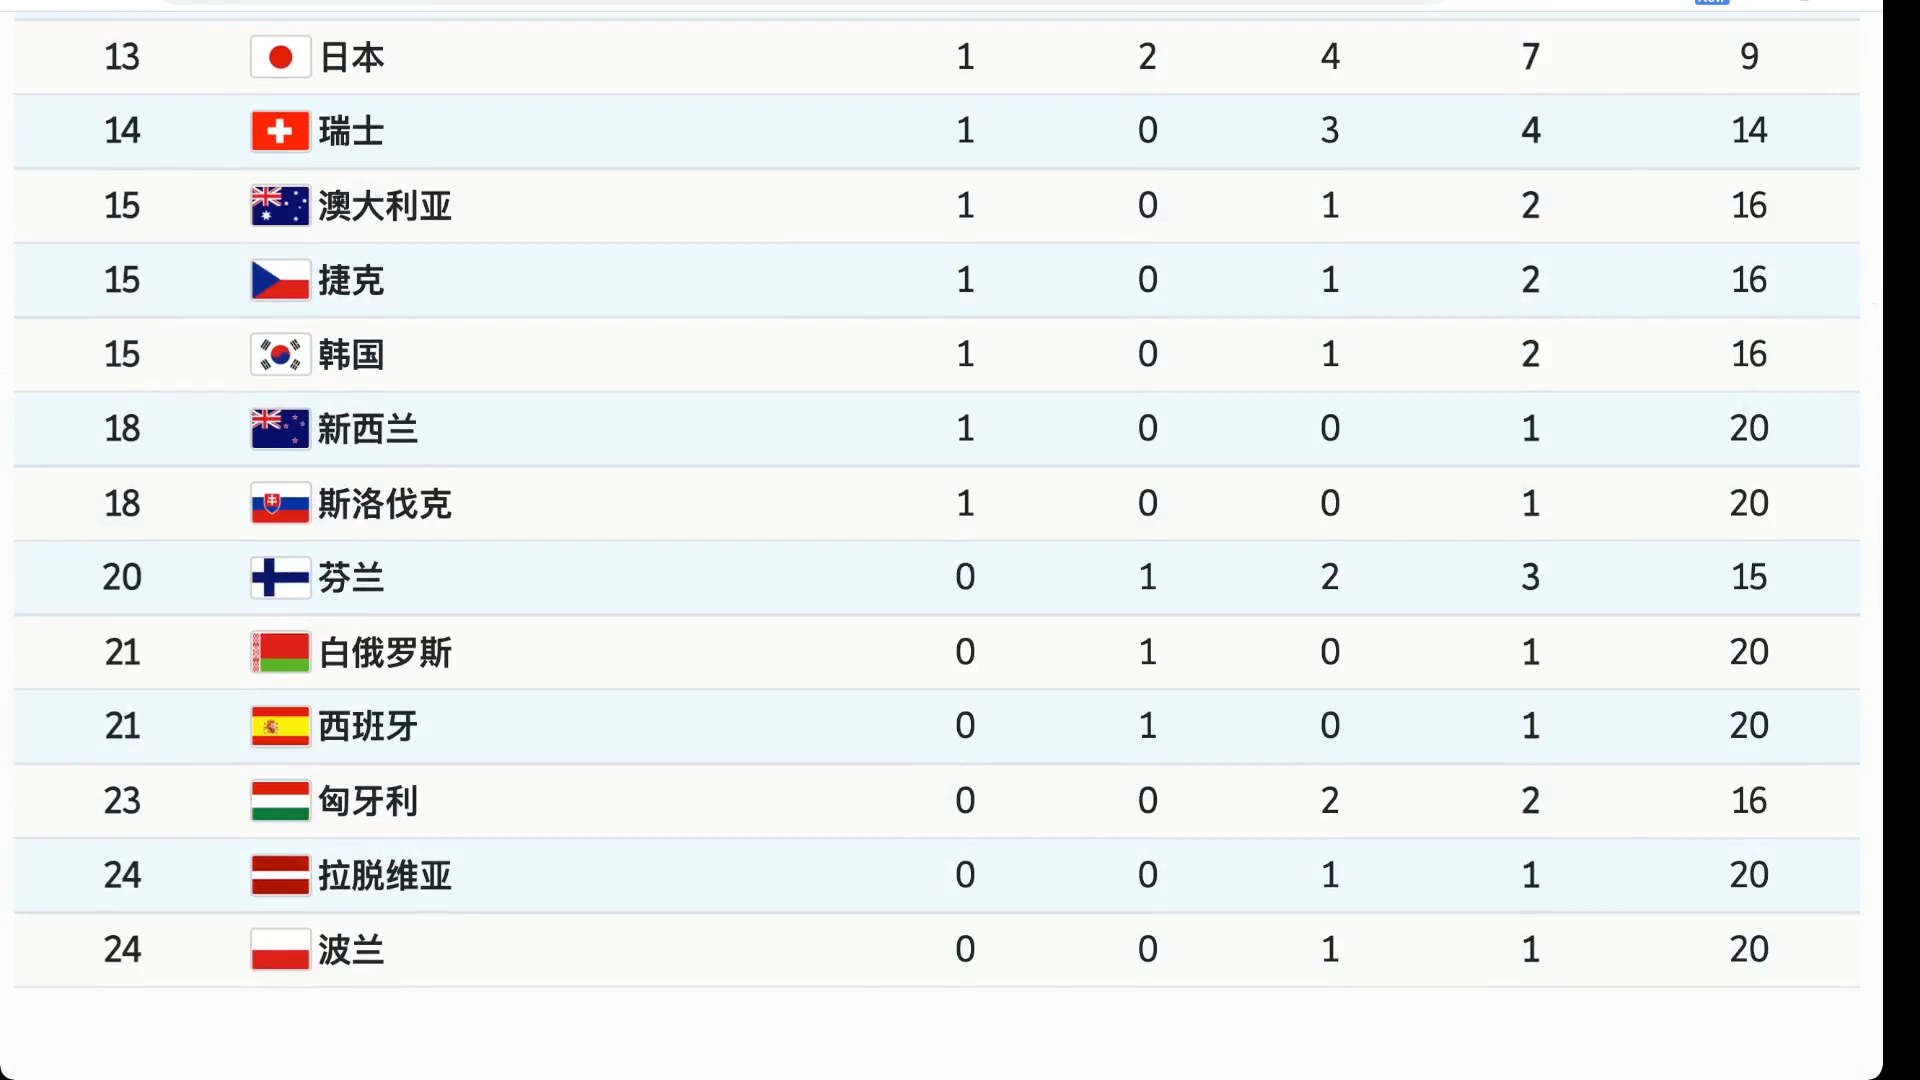 13 日本 1 2 4 7 9
14 瑞士 1 0 3 4 14
15 澳大利亚 1 0 1 2 16
15 捷克 1 0 1 2 16
15 韩国 1 0 1 2 16
18 新西兰 1 0 0 1 20
18 斯洛伐克 1 0 0 1 20
20 芬兰 0 1 2 3 15
21 白俄罗斯 0 1 0 1 20
21 西班牙 0 1 0 1 20
23 匈牙利 0 0 2 2 16
24 拉脱维亚 0 0 1 1 20
24 波兰 0 0 1 1 20